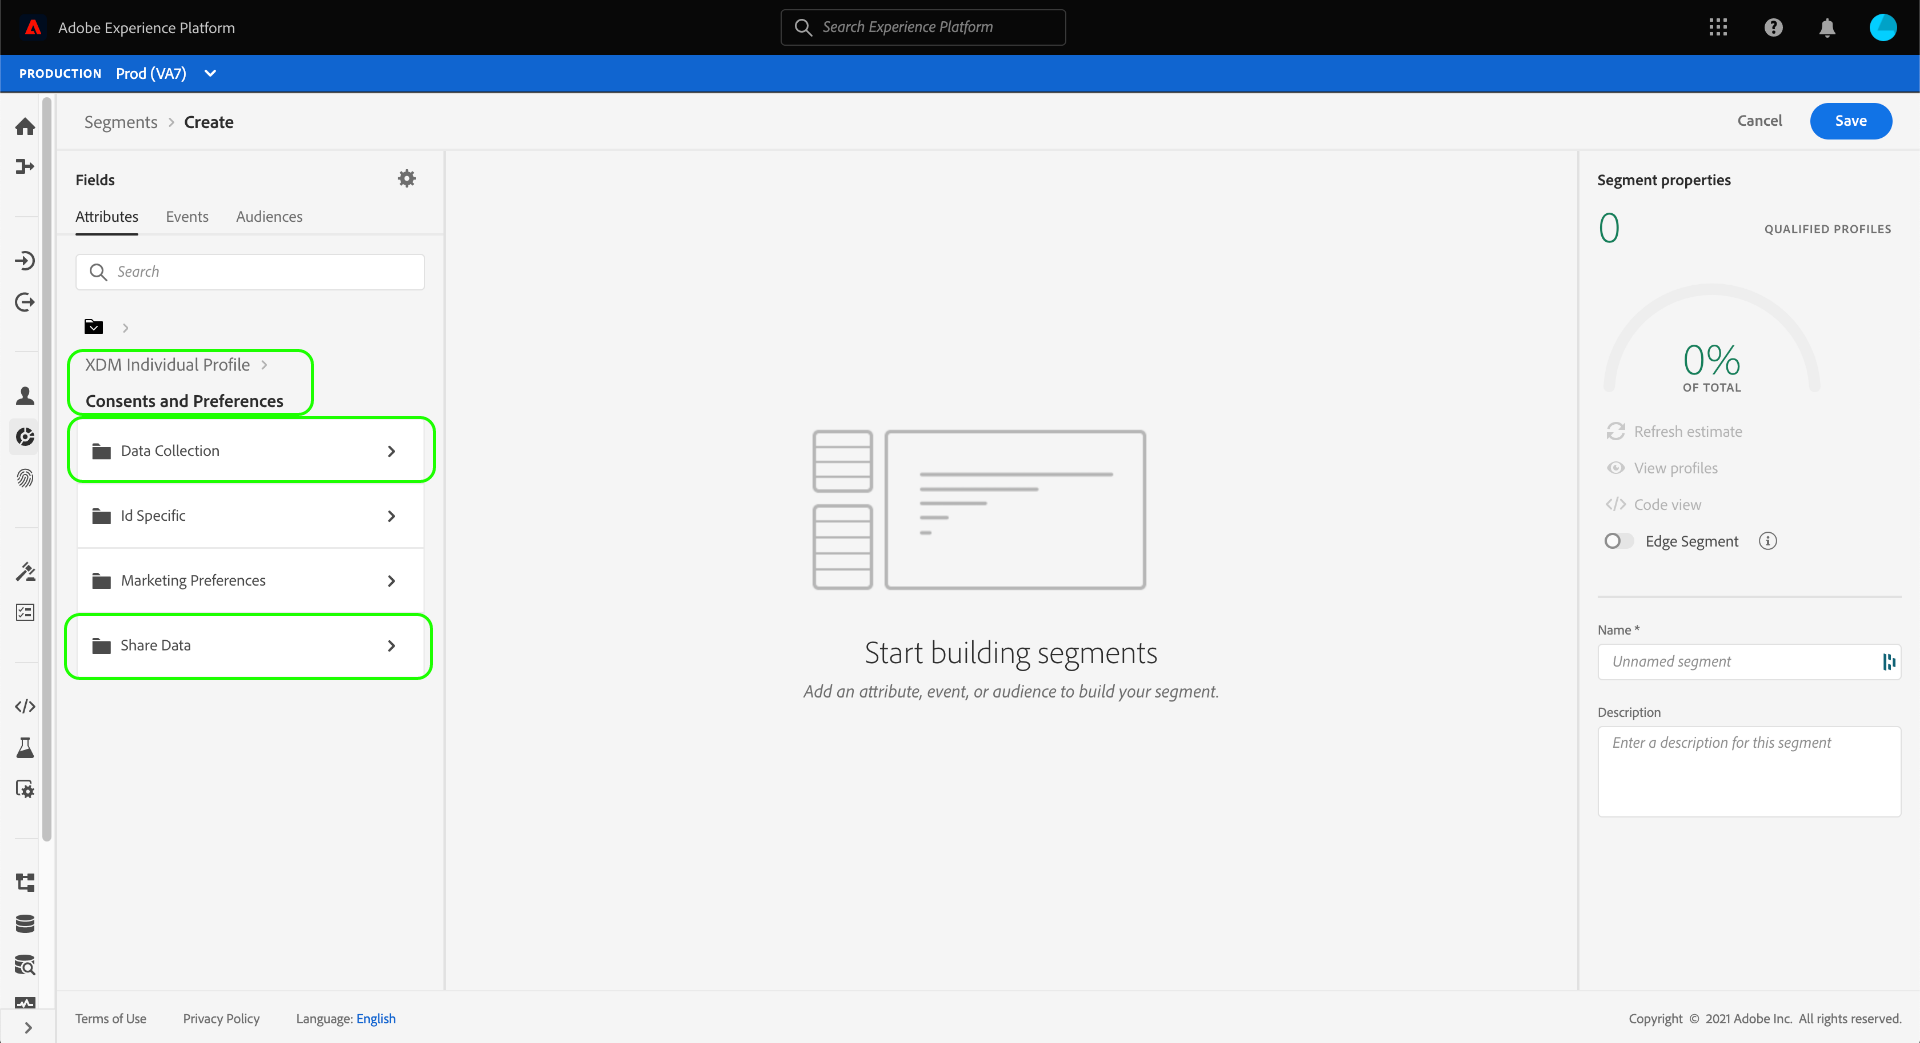 Adobe Experience Platform
Search Experience Platform
PRODUCTION Prod (VA7)
Segments > Create
Cancel
Save
Fields
Attributes Events Audiences
Search
XDM Individual Profile >
Consents and Preferences
Data Collection
Id Specific
Marketing Preferences
Share Data
Start building segments
Add an attribute, event, or audience to build your segment.
Segment properties
0 QUALIFIED PROFILES
0%
OF TOTAL
Refresh estimate
View profiles
</> Code view
Edge Segment
Name *
Unnamed segment
Description
Enter a description for this segment
Terms of Use Privacy Policy Language: English
Copyright © 2021 Adobe Inc. All rights reserved.